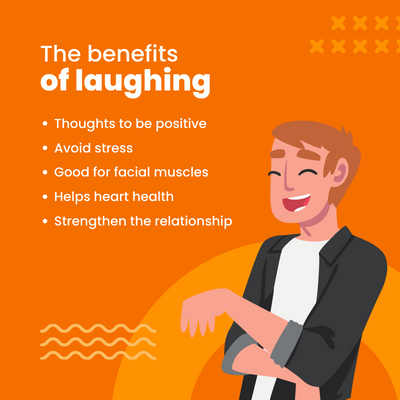 The benefits
of laughing
• Thoughts to be positive
• Avoid stress
• Good for facial muscles
• Helps heart health
• Strengthen the relationship